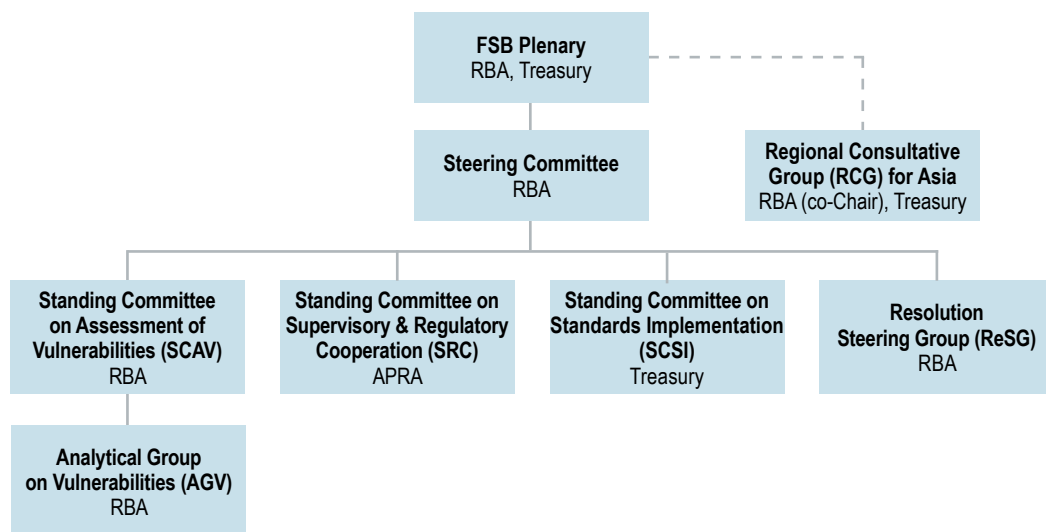 FSB Plenary
RBA, Treasury
Steering Committee
RBA
Regional Consultative
Group (RCG) for Asia
RBA (co-Chair), Treasury
Standing Committee
on Assessment of
Vulnerabilities (SCAV)
RBA
Standing Committee on
Supervisory & Regulatory
Cooperation (SRC)
APRA
Standing Committee on
Standards Implementation
(SCSI)
Treasury
Resolution
Steering Group (ReSG)
RBA
Analytical Group
on Vulnerabilities (AGV)
RBA